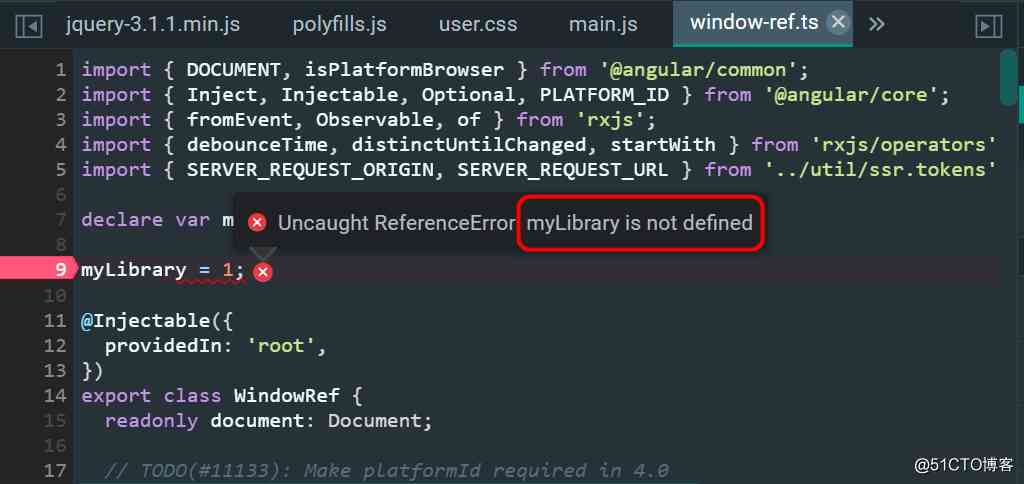 jquery-3.1.1.min.js polyfills.js user.css main.js window-ref.ts
1 import { DOCUMENT, isPlatformBrowser } from '@angular/common';
2 import { Inject, Injectable, Optional, PLATFORM_ID } from '@angular/core';
3 import { fromEvent, Observable, of } from 'rxjs';
4 import { debounceTime, distinctUntilChanged, startWith } from 'rxjs/operators'
5 import { SERVER_REQUEST_ORIGIN, SERVER_REQUEST_URL } from '../util/ssr.tokens'
6
7 declare var m
Uncaught ReferenceError myLibrary is not defined
8
9 myLibrary = 1;
10
11 @Injectable({
12 providedIn: 'root',
13 })
14 export class WindowRef {
15 readonly document: Document;
16
17 // TODO(#11133): Make platformId required in 4.0
@51CTO博客